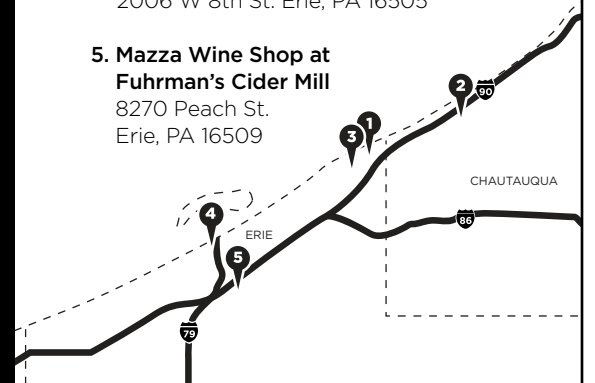 2006 W 8th St. Erie, PA 16505
5. Mazza Wine Shop at
Fuhrman's Cider Mill
8270 Peach St.
Erie, PA 16509
2
90
1
3
CHAUTAUQUA
4
86
ERIE
5
79